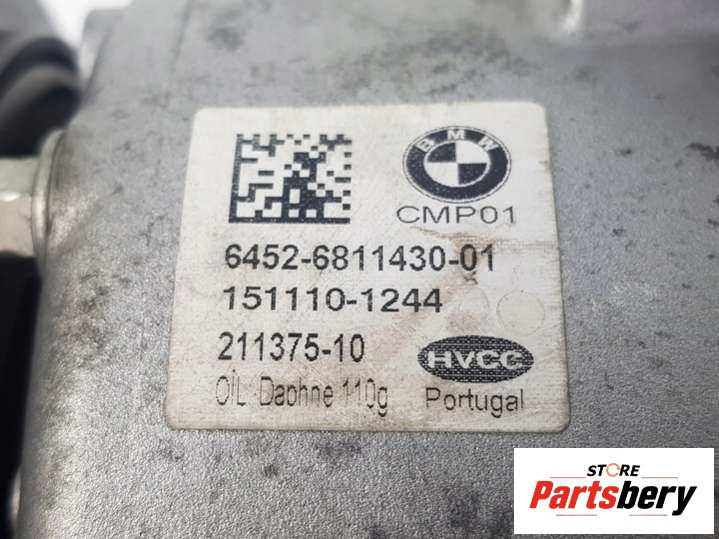 BMW
CMP01
6452-6811430-01
151110-1244
211375-10
HVCC
OIL: Daphne 110g
Portugal
STORE
Partsbery